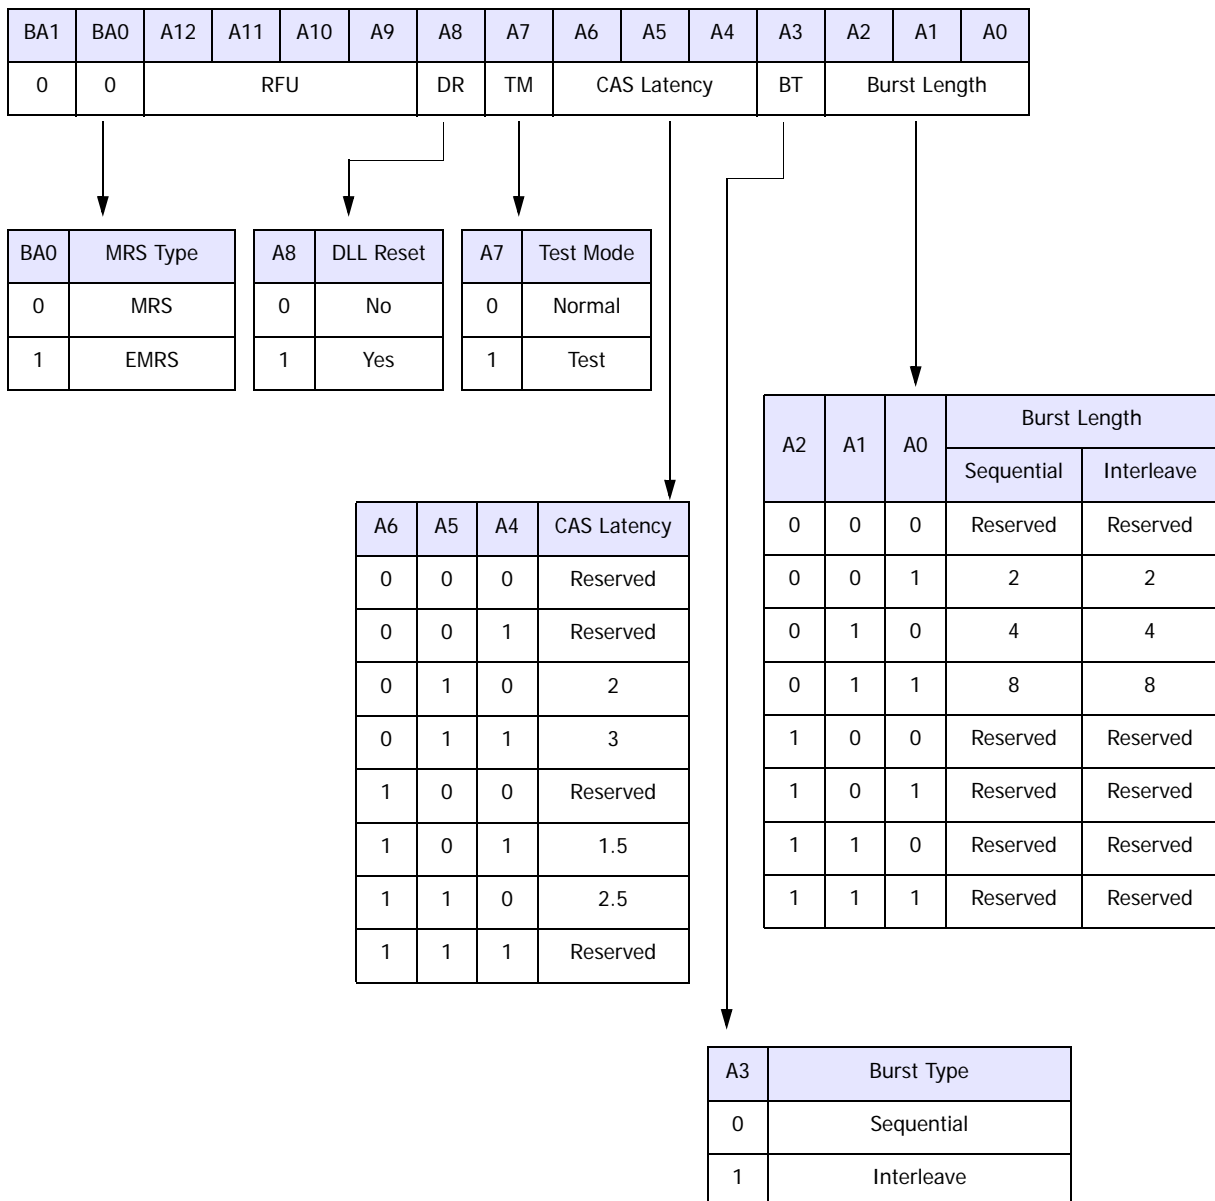 BA1 BA0 A12 A11 A10 A9 A8 A7 A6 A5 A4 A3 A2 A1 A0
0 0 RFU DR TM CAS Latency BT Burst Length
BA0 MRS Type
0 MRS
1 EMRS
A8 DLL Reset
0 No
1 Yes
A7 Test Mode
0 Normal
1 Test
A6 A5 A4 CAS Latency
0 0 0 Reserved
0 0 1 Reserved
0 1 0 2
0 1 1 3
1 0 0 Reserved
1 0 1 1.5
1 1 0 2.5
1 1 1 Reserved
A2 A1 A0 Burst Length
Sequential Interleave
0 0 0 Reserved Reserved
0 0 1 2 2
0 1 0 4 4
0 1 1 8 8
1 0 0 Reserved Reserved
1 0 1 Reserved Reserved
1 1 0 Reserved Reserved
1 1 1 Reserved Reserved
A3 Burst Type
0 Sequential
1 Interleave